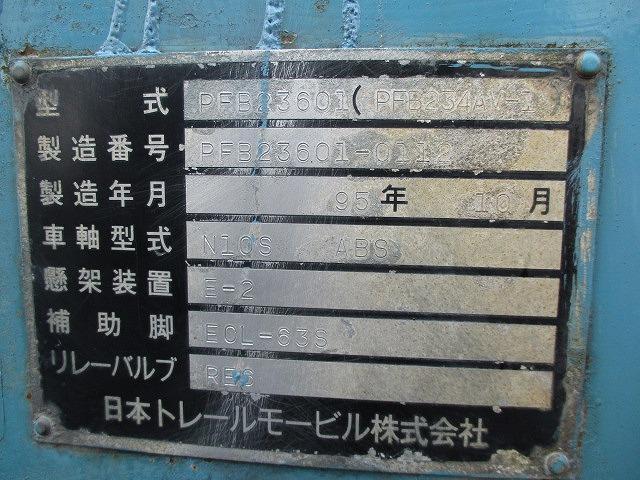 型式 PFB23601(PFB234AV-1
製造番号 PFB23601-0112
製造年月 95年 10月
車軸型式 N10S ABS
懸架装置 E-2
補助脚 ECL-63S
リレーバルブ
日本トレールモービル株式会社